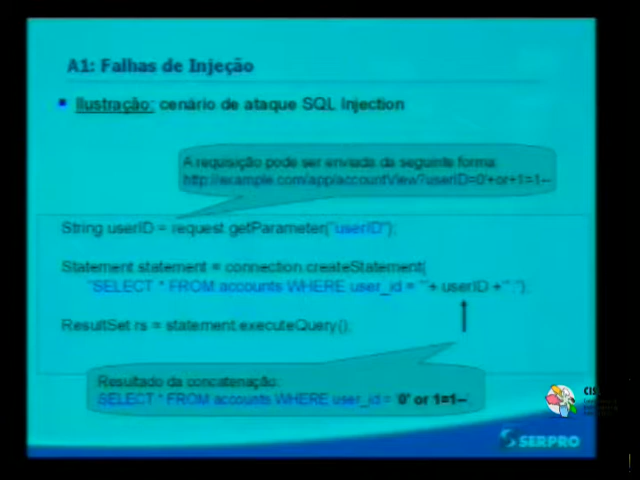 A1: Falhas de Injeção
Ilustração: cenário de ataque SQL Injection
A requisição pode ser enviada da seguinte forma:
http://example.com/app/accountView?userID=0'+or+1=1--
String userID = request.getParameter("userID");
Statement statement = connection.createStatement(
"SELECT * FROM accounts WHERE user_id = '"+ userID +"' ");
ResultSet rs = statement.executeQuery();
Resultado da concatenação:
SELECT * FROM accounts WHERE user_id = '0' or 1=1--
SERPRO